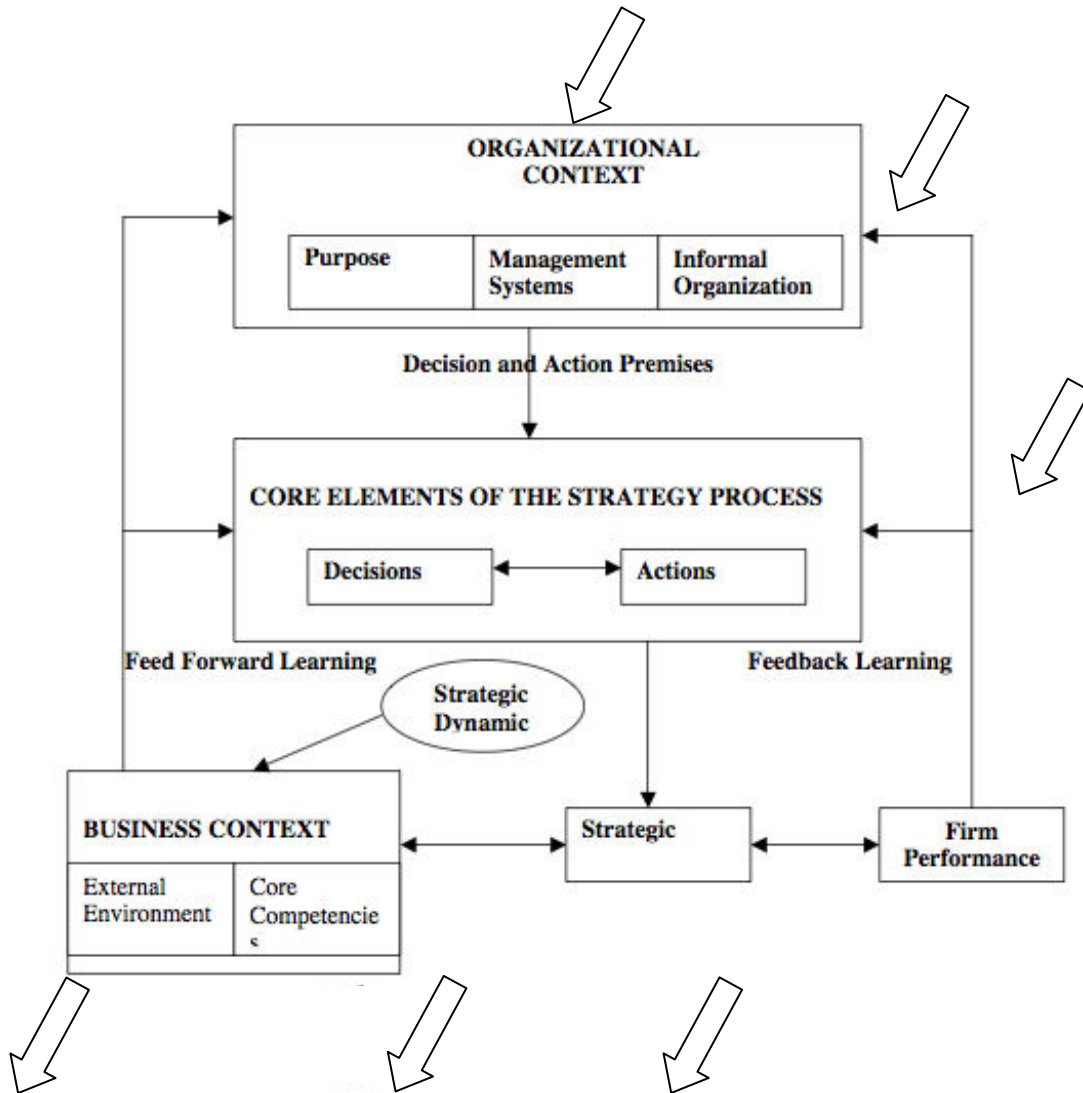 ORGANIZATIONAL
CONTEXT
Purpose
Management
Systems
Informal
Organization
Decision and Action Premises
CORE ELEMENTS OF THE STRATEGY PROCESS
Decisions
Actions
Feed Forward Learning
Feedback Learning
Strategic
Dynamic
BUSINESS CONTEXT
External
Environment
Core
Competencie
s
Strategic
Firm
Performance